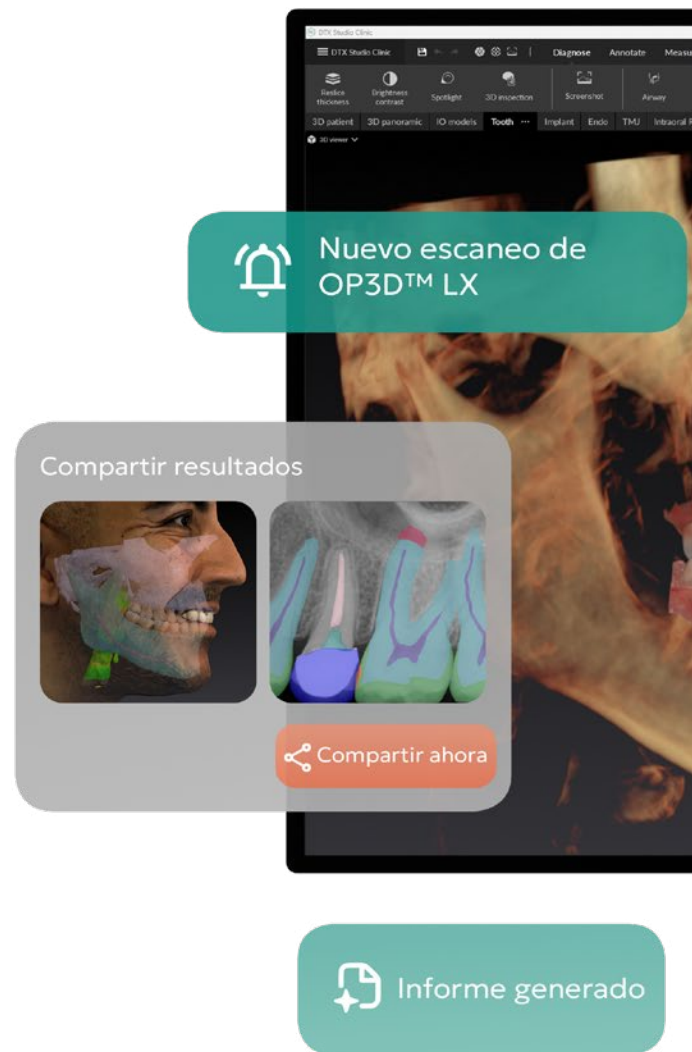 DTX Studio Clinic
DTX Studio Clinic
Diagnose Annotate
Reslice thickness
Brightness contrast
Spotlight
3D inspection
Screenshot
Airway
3D patient 3D panoramic IO models Tooth Implant Endo TMJ Intraoral
3D viewer
Nuevo escaneo de
OP3D™ LX
Compartir resultados
Compartir ahora
Informe generado